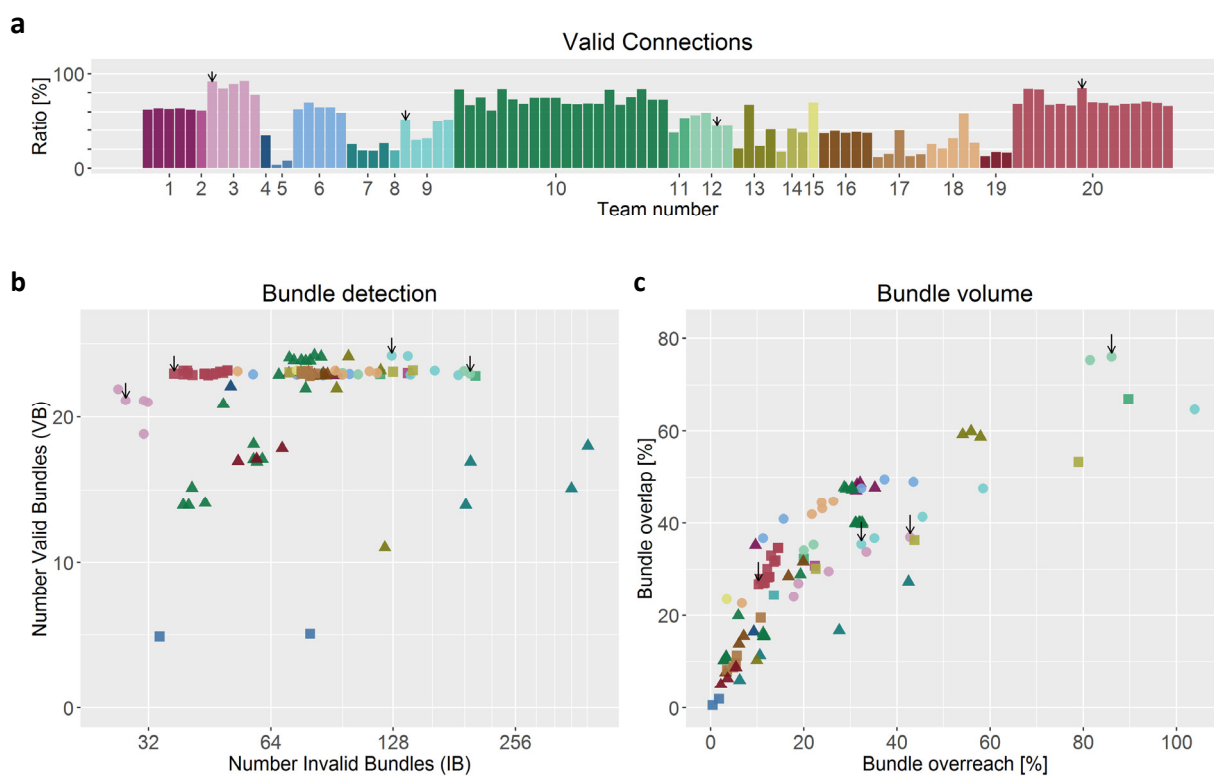 a
Valid Connections
Ratio [%]
100
0
1 2 3 4 5 6 7 8 9 10 11 12 13 14 15 16 17 18 19 20
Team number
b
Bundle detection
Number Valid Bundles (VB)
20
10
0
32 64 128 256
Number Invalid Bundles (IB)
c
Bundle volume
Bundle overlap [%]
80
60
40
20
0
0 20 40 60 80 100
Bundle overreach [%]